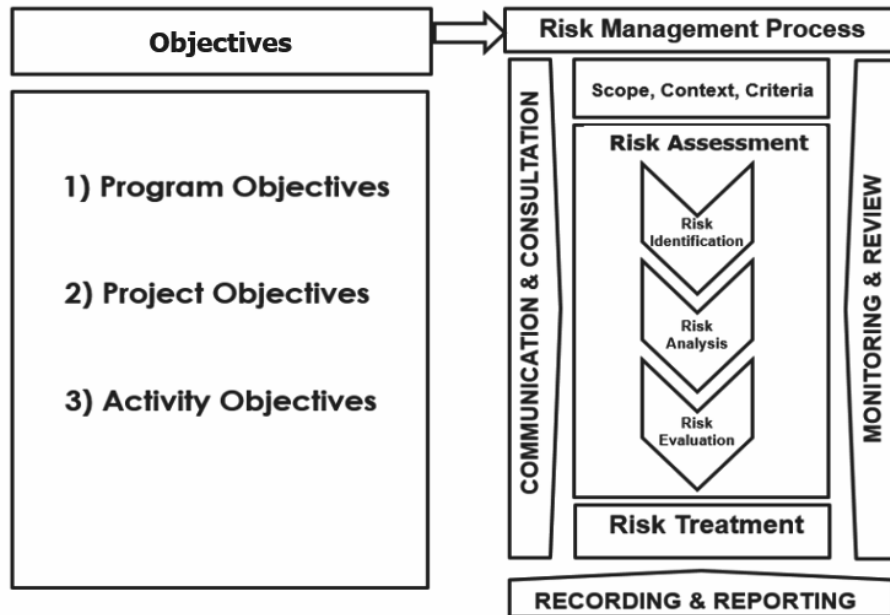 Objectives
1) Program Objectives
2) Project Objectives
3) Activity Objectives
Risk Management Process
COMMUNICATION & CONSULTATION
Scope, Context, Criteria
Risk Assessment
Risk
Identification
Risk
Analysis
Risk
Evaluation
Risk Treatment
MONITORING & REVIEW
RECORDING & REPORTING